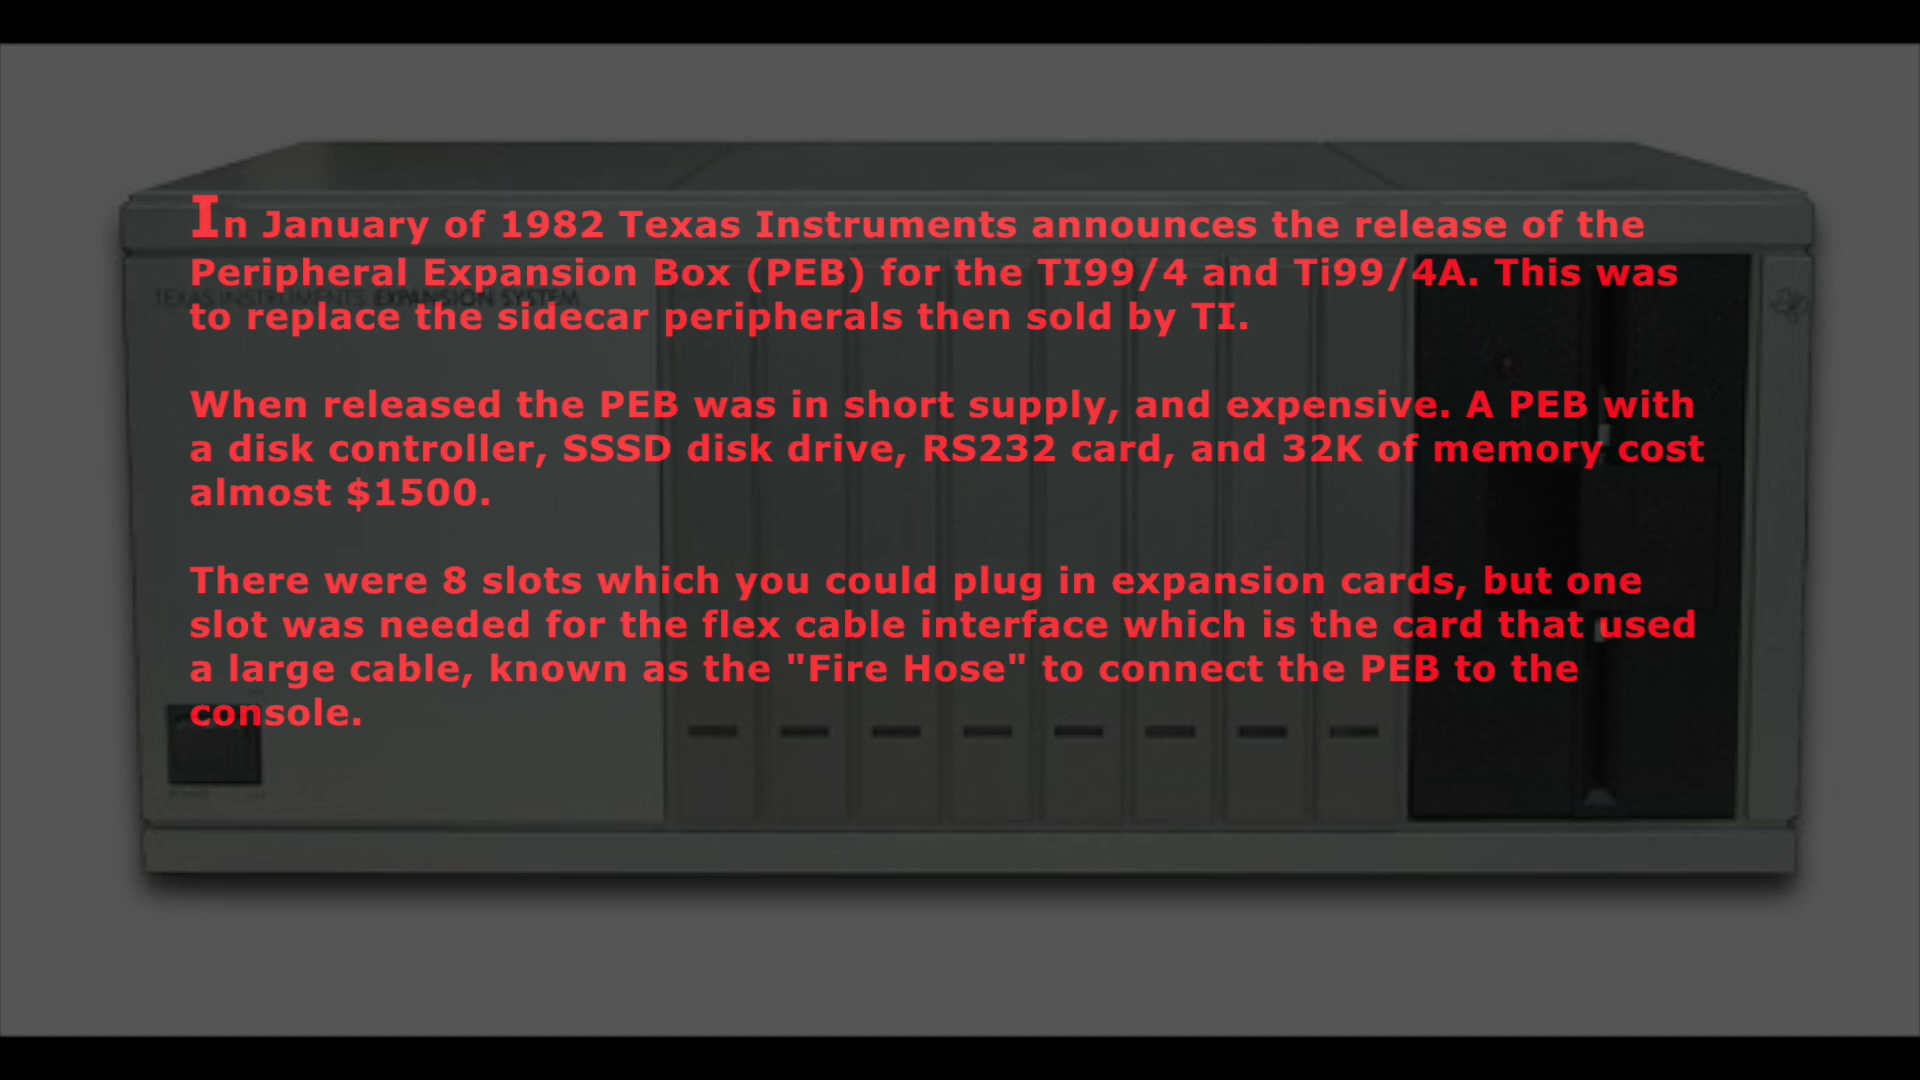 In January of 1982 Texas Instruments announces the release of the
Peripheral Expansion Box (PEB) for the TI99/4 and Ti99/4A. This was
TEXAS INSTRUMENTS EXPANSION SYSTEM
to replace the sidecar peripherals then sold by TI.
When released the PEB was in short supply, and expensive. A PEB with
a disk controller, SSSD disk drive, RS232 card, and 32K of memory cost
almost $1500.
There were 8 slots which you could plug in expansion cards, but one
slot was needed for the flex cable interface which is the card that used
a large cable, known as the "Fire Hose" to connect the PEB to the
console.